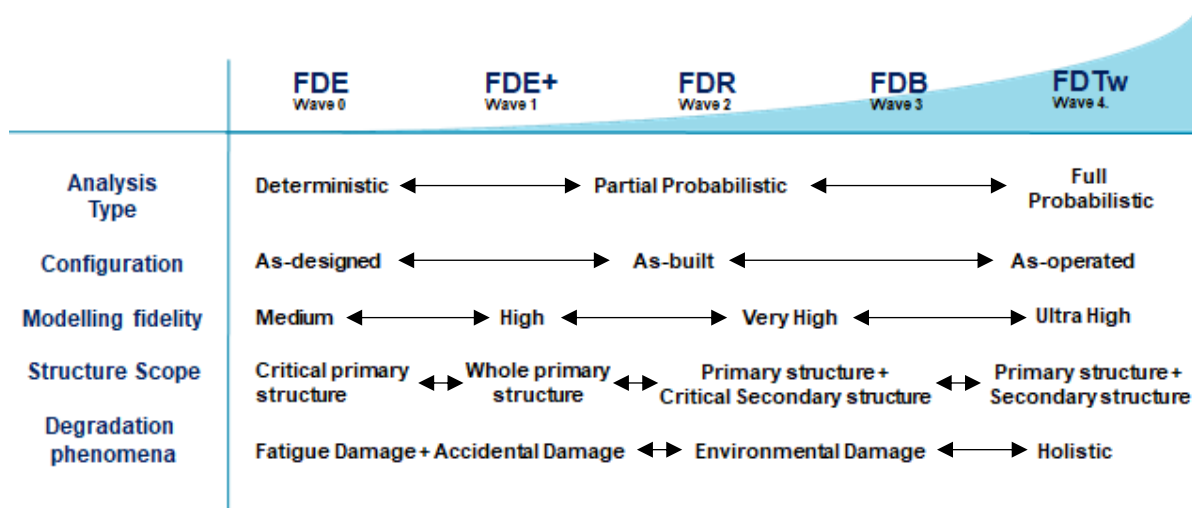 FDE FDE+ FDR FDB FDTw
Wave 0 Wave 1 Wave 2 Wave 3 Wave 4.
Analysis
Type
Deterministic Partial Probabilistic Full
Probabilistic
Configuration As-designed As-built As-operated
Modelling fidelity Medium High Very High Ultra High
Structure Scope
Critical primary
structure
Whole primary
structure
Primary structure +
Critical Secondary structure
Primary structure +
Secondary structure
Degradation
phenomena
Fatigue Damage + Accidental Damage Environmental Damage Holistic